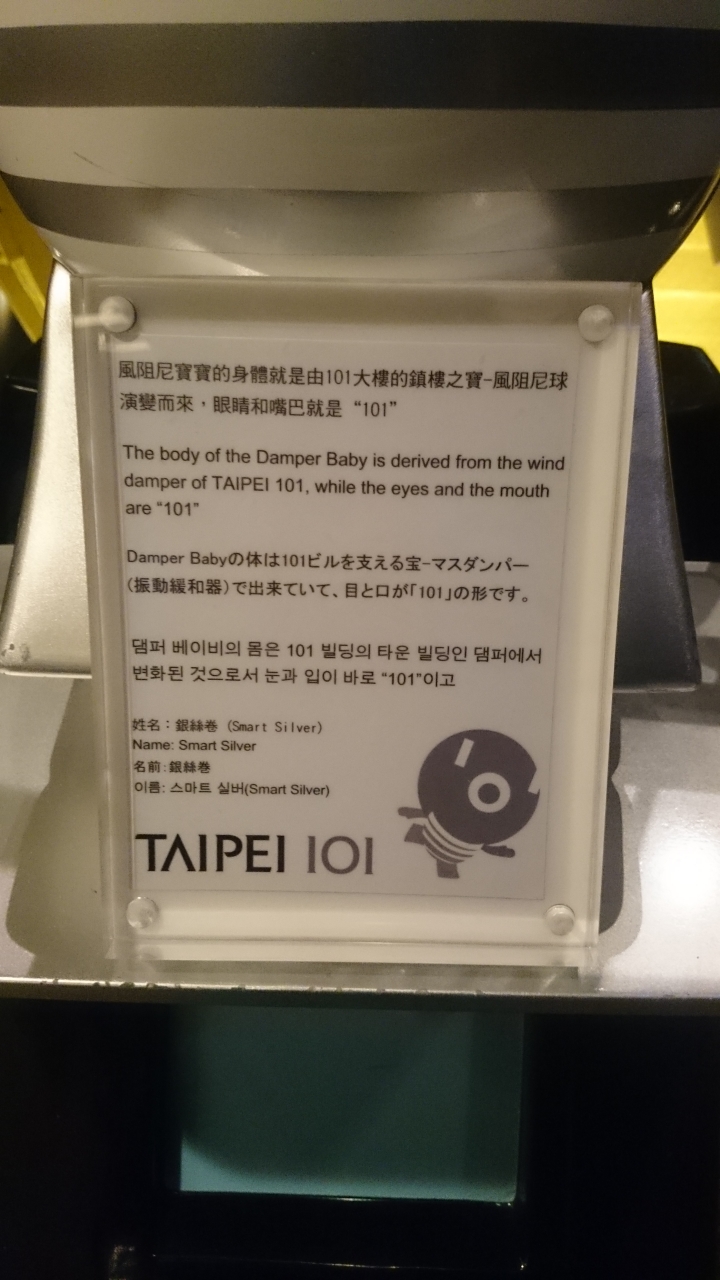 風阻尼寶寶的身體就是由101大樓的鎮樓之寶-風阻尼球
演變而來，眼睛和嘴巴就是“101”
The body of the Damper Baby is derived from the wind
damper of TAIPEI 101, while the eyes and the mouth
are “101”
Damper Babyの体は101ビルを支える宝-マスダンパー
(振動緩和器)で出来ていて、目と口が｢101｣の形です。
댐퍼 베이비의 몸은 101 빌딩의 타운 빌딩인 댐퍼에서
변화된 것으로서 눈과 입이 바로 “101”이고
姓名：銀絲卷 (Smart Silver)
Name: Smart Silver
名前:銀絲巻
이름: 스마트 실버(Smart Silver)
TAIPEI 101